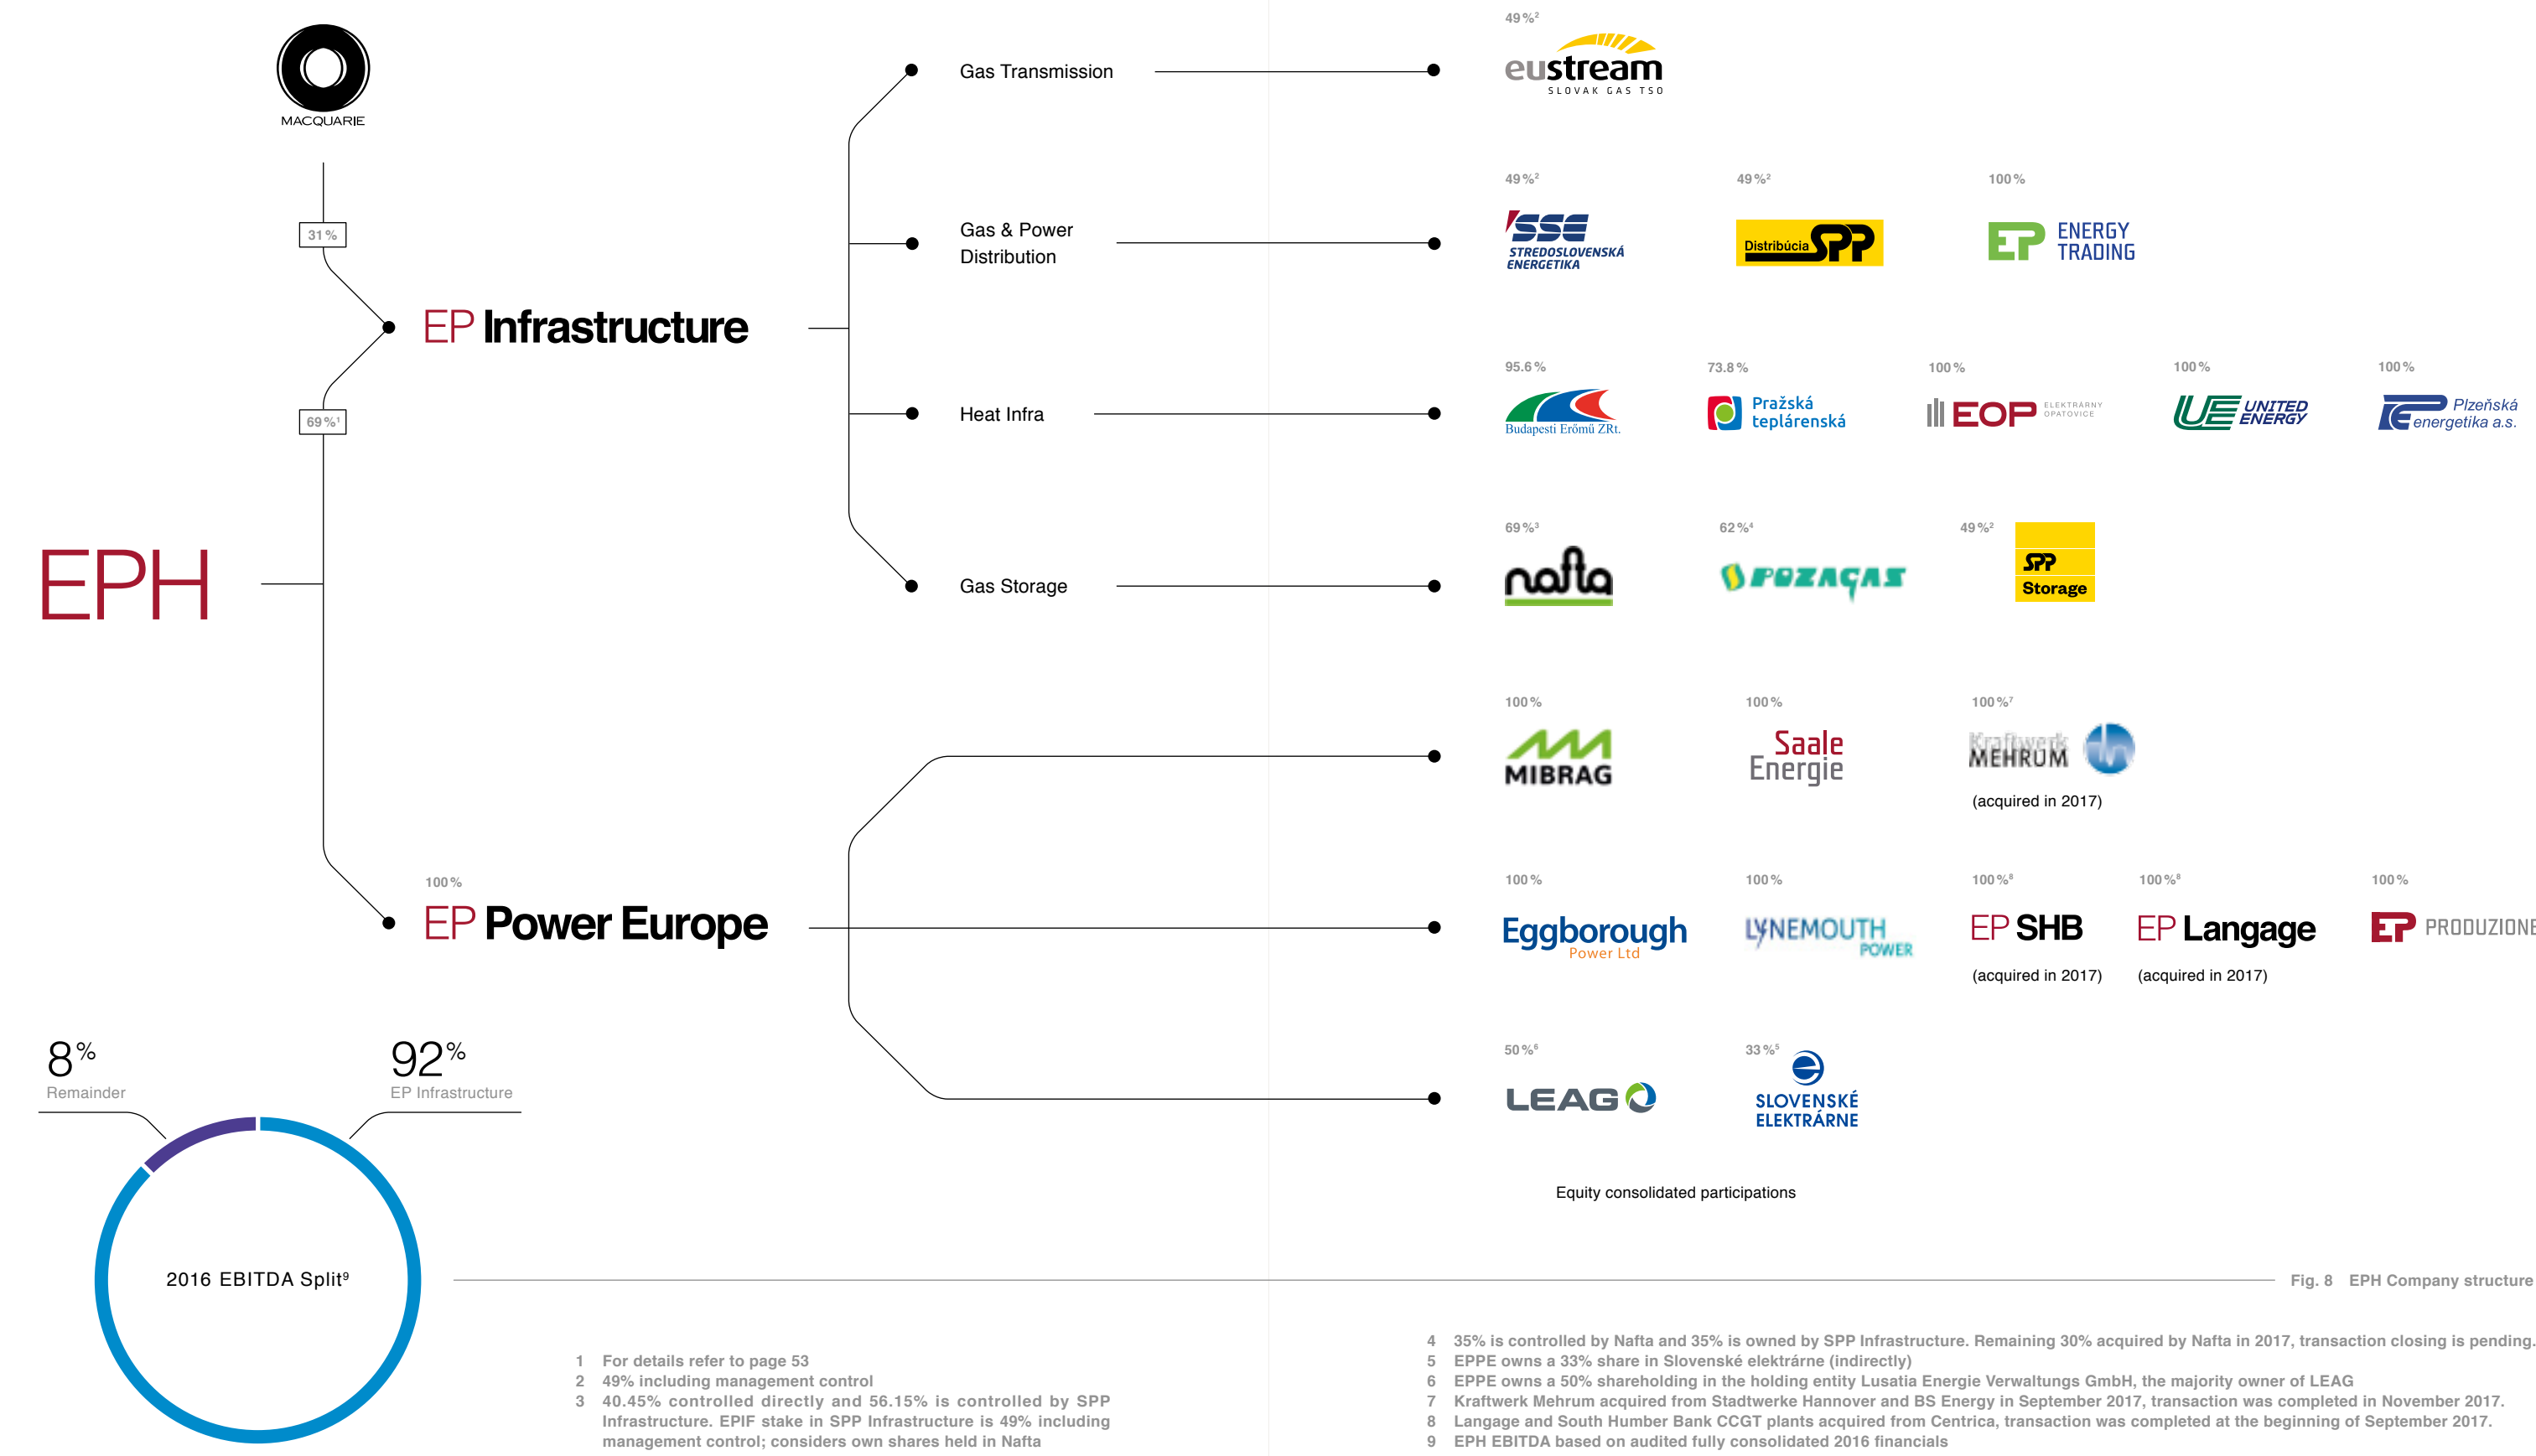 MACQUARIE
31 %
69 %1
EPH
EP Infrastructure
100 %
EP Power Europe
Gas Transmission
49 %2
eustream
SLOVAK GAS TSO
Gas & Power
Distribution
49 %2
SSE
STREDOSLOVENSKÁ
ENERGETIKA
49 %2
Distribúcia SPP
100 %
EP ENERGY
TRADING
Heat Infra
95.6 %
Budapesti Erőmű ZRt.
73.8 %
Pražská
teplárenská
100 %
EOP ELEKTRÁRNY
OPATOVICE
100 %
UE UNITED
ENERGY
100 %
PE Plzeňská
energetika a.s.
Gas Storage
69 %3
nafta
62 %4
POZAGAS
49 %2
SPP
Storage
100 %
MIBRAG
100 %
Saale
Energie
100 %7
Kraftwerk
MEHRUM
(acquired in 2017)
100 %
Eggborough
Power Ltd
100 %
LYNEMOUTH
POWER
100 %8
EP SHB
(acquired in 2017)
100 %8
EP Langage
(acquired in 2017)
100 %
EP PRODUZIONE
50 %6
LEAG
33 %5
SLOVENSKÉ
ELEKTRÁRNE
Equity consolidated participations
8 %
Remainder
92 %
EP Infrastructure
2016 EBITDA Split9
Fig. 8 EPH Company structure
1 For details refer to page 53
2 49% including management control
3 40.45% controlled directly and 56.15% is controlled by SPP
Infrastructure. EPIF stake in SPP Infrastructure is 49% including
management control; considers own shares held in Nafta
4 35% is controlled by Nafta and 35% is owned by SPP Infrastructure. Remaining 30% acquired by Nafta in 2017, transaction closing is pending.
5 EPPE owns a 33% share in Slovenské elektrárne (indirectly)
6 EPPE owns a 50% shareholding in the holding entity Lusatia Energie Verwaltungs GmbH, the majority owner of LEAG
7 Kraftwerk Mehrum acquired from Stadtwerke Hannover and BS Energy in September 2017, transaction was completed in November 2017.
8 Langage and South Humber Bank CCGT plants acquired from Centrica, transaction was completed at the beginning of September 2017.
9 EPH EBITDA based on audited fully consolidated 2016 financials